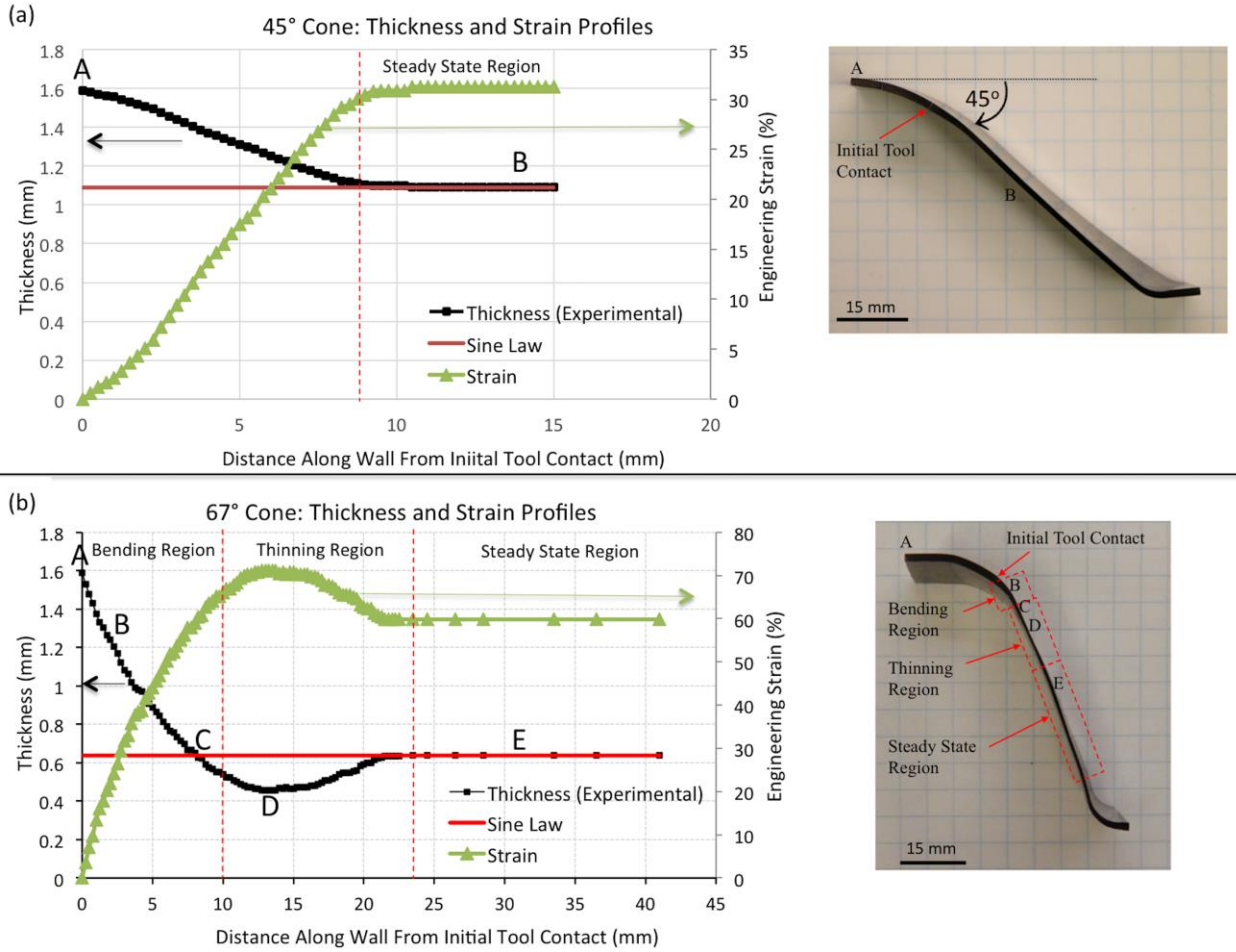 (a)
45° Cone: Thickness and Strain Profiles
1.8
1.6
1.4
1.2
1
0.8
0.6
0.4
0.2
0
Thickness (mm)
A
B
Steady State Region
35
30
25
20
15
10
5
0
Engineering Strain (%)
Thickness (Experimental)
Sine Law
Strain
0
5
10
15
20
Distance Along Wall From Iniital Tool Contact (mm)
A
45°
Initial Tool
Contact
B
15 mm
(b)
67° Cone: Thickness and Strain Profiles
1.8
1.6
1.4
1.2
1
0.8
0.6
0.4
0.2
0
Thickness (mm)
A
Bending Region
Thinning Region
Steady State Region
B
C
D
E
80
70
60
50
40
30
20
10
0
Engineering Strain (%)
Thickness (Experimental)
Sine Law
Strain
0
5
10
15
20
25
30
35
40
45
Distance Along Wall From Initial Tool Contact (mm)
A
Initial Tool Contact
B
C
D
Bending
Region
Thinning
Region
E
Steady State
Region
15 mm